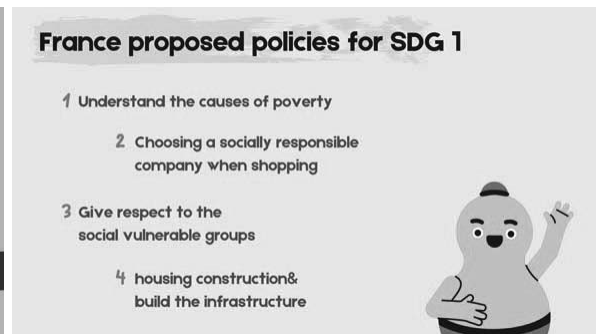 France proposed policies for SDG 1
1 Understand the causes of poverty
2 Choosing a socially responsible
company when shopping
3 Give respect to the
social vulnerable groups
4 housing construction&
build the infrastructure